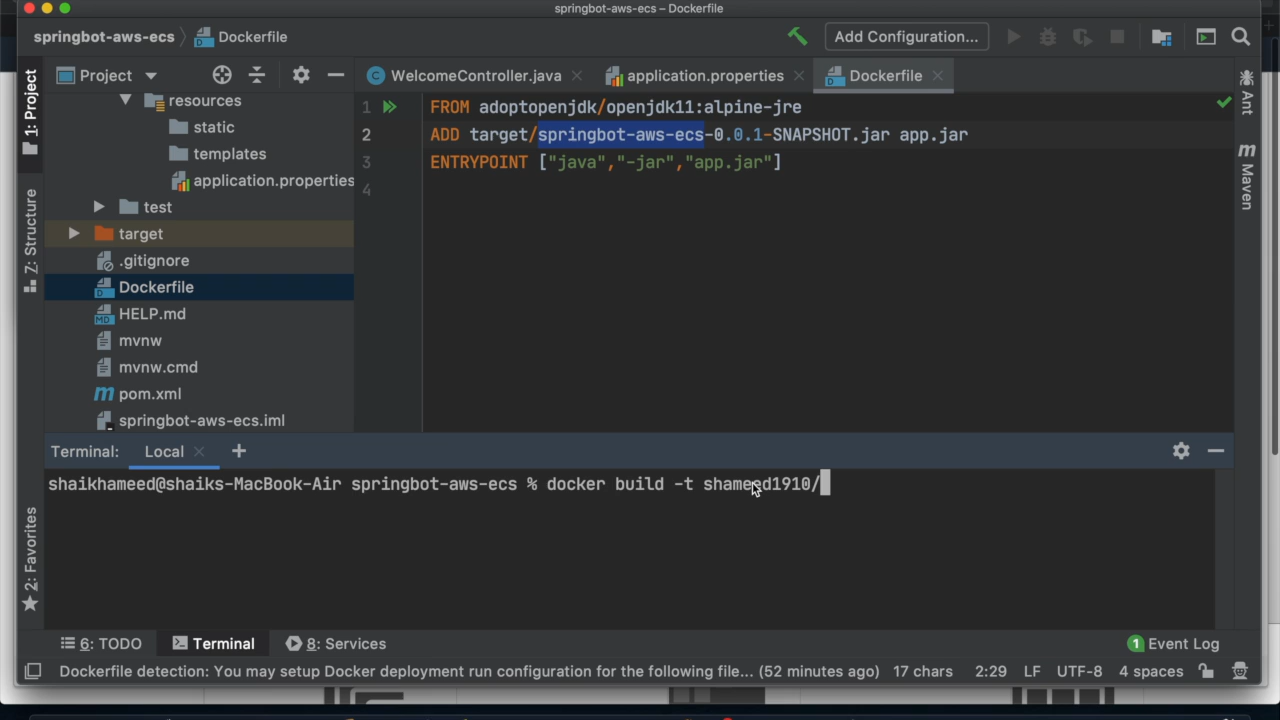 springbot-aws-ecs – Dockerfile
springbot-aws-ecs Dockerfile Add Configuration...
Project WelcomeController.java application.properties Dockerfile
1: Project
Z: Structure
2: Favorites
resources
static
templates
application.properties
test
target
.gitignore
Dockerfile
HELP.md
mvnw
mvnw.cmd
pom.xml
springbot-aws-ecs.iml
1 FROM adoptopenjdk/openjdk11:alpine-jre
2 ADD target/springbot-aws-ecs-0.0.1-SNAPSHOT.jar app.jar
3 ENTRYPOINT ["java","-jar","app.jar"]
4
Ant
Maven
Terminal: Local
shaikhameed@shaiks-MacBook-Air springbot-aws-ecs % docker build -t shameed1910/
6: TODO Terminal 8: Services 1 Event Log
Dockerfile detection: You may setup Docker deployment run configuration for the following file... (52 minutes ago) 17 chars 2:29 LF UTF-8 4 spaces